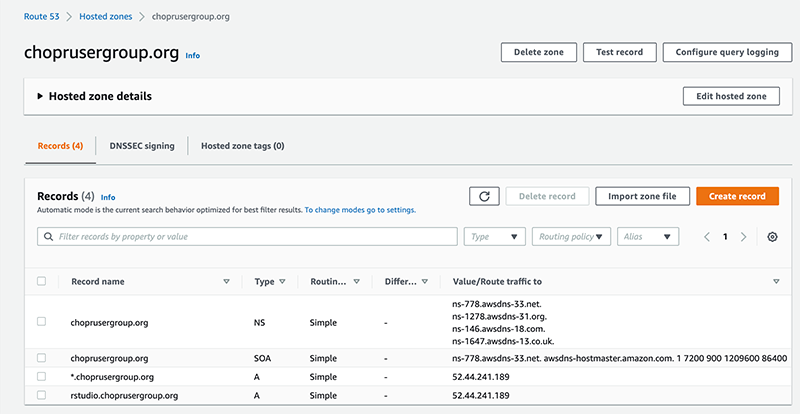 Route 53 > Hosted zones > choprusergroup.org
choprusergroup.org Info
Delete zone
Test record
Configure query logging
Hosted zone details
Edit hosted zone
Records (4)
DNSSEC signing
Hosted zone tags (0)
Records (4) Info
Automatic mode is the current search behavior optimized for best filter results. To change modes go to settings.
Delete record
Import zone file
Create record
Filter records by property or value
Type
Routing policy
Alias
1
Record name Type Routin... Differ... Value/Route traffic to
ns-778.awsdns-33.net.
ns-1278.awsdns-31.org.
choprusergroup.org NS Simple -
ns-146.awsdns-18.com.
ns-1647.awsdns-13.co.uk.
choprusergroup.org SOA Simple - ns-778.awsdns-33.net. awsdns-hostmaster.amazon.com. 1 7200 900 1209600 86400
*.choprusergroup.org A Simple - 52.44.241.189
rstudio.choprusergroup.org A Simple - 52.44.241.189